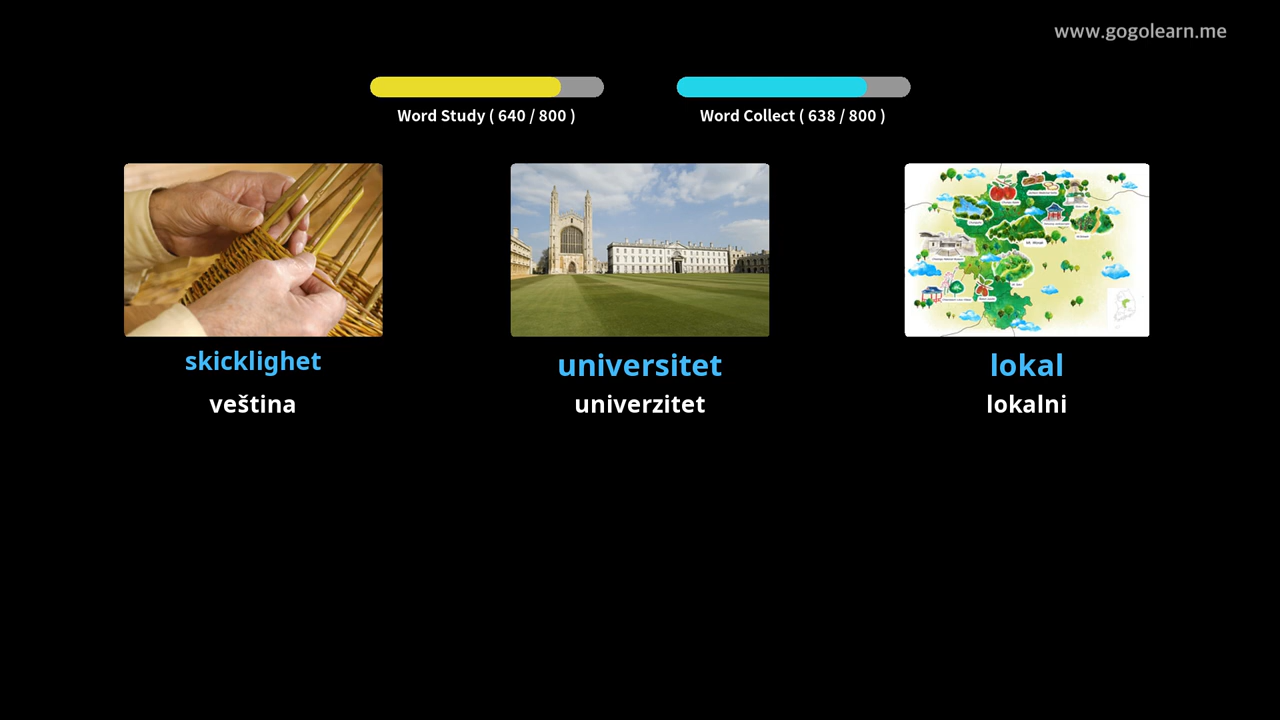 www.gogolearn.me
Word Study ( 640 / 800 )
Word Collect ( 638 / 800 )
skicklighet
universitet
lokal
veština
univerzitet
lokalni